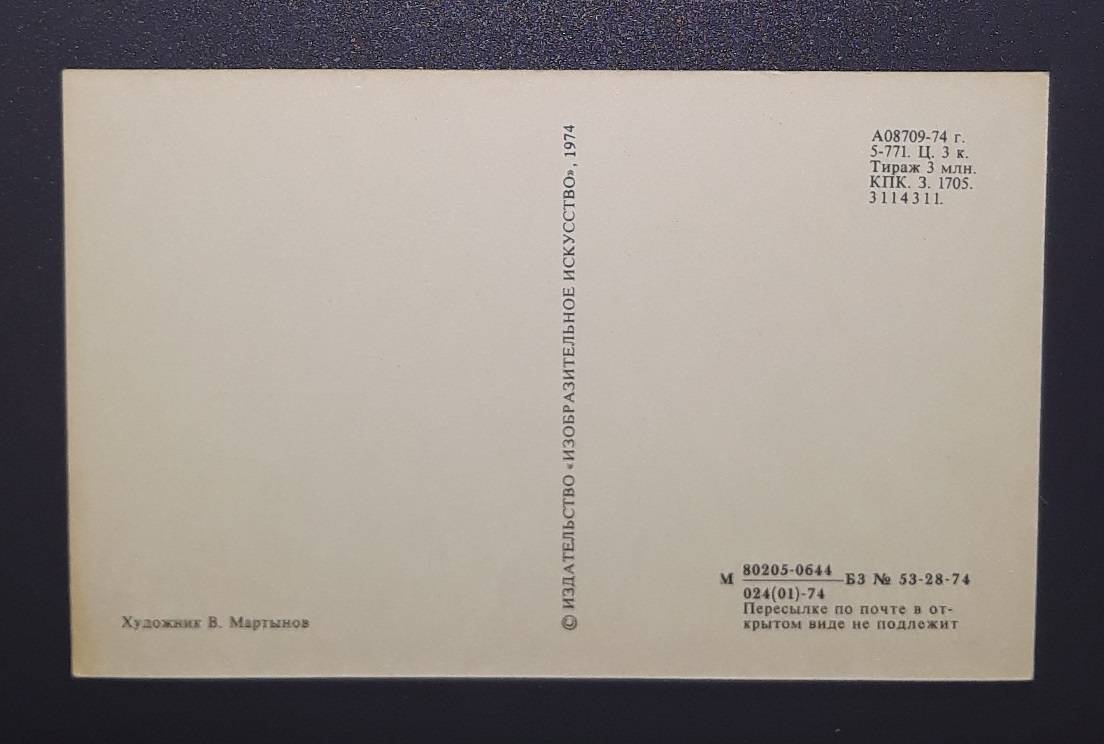 А08709-74 г.
5-771. Ц. 3 к.
Тираж 3 млн.
КПК. З. 1705.
3114311.
© ИЗДАТЕЛЬСТВО «ИЗОБРАЗИТЕЛЬНОЕ ИСКУССТВО», 1974
Художник В. Мартынов
80205-0644
М БЗ № 53-28-74
024(01)-74
Пересылке по почте в от-
крытом виде не подлежит